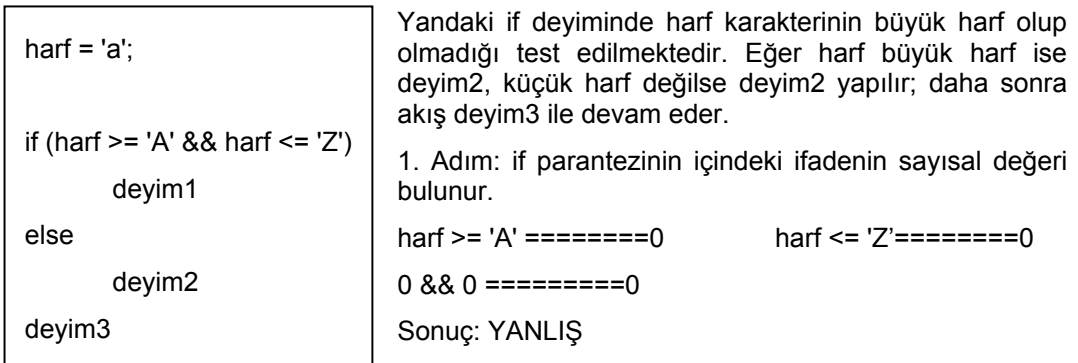 harf = 'a';
if (harf >= 'A' && harf <= 'Z')
deyim1
else
deyim2
deyim3
Yandaki if deyiminde harf karakterinin büyük harf olup
olmadığı test edilmektedir. Eğer harf büyük harf ise
deyim2, küçük harf değilse deyim2 yapılır; daha sonra
akış deyim3 ile devam eder.
1. Adım: if parantezinin içindeki ifadenin sayısal değeri
bulunur.
harf >= 'A' ========0 harf <= 'Z’========0
0 && 0 =========0
Sonuç: YANLIŞ